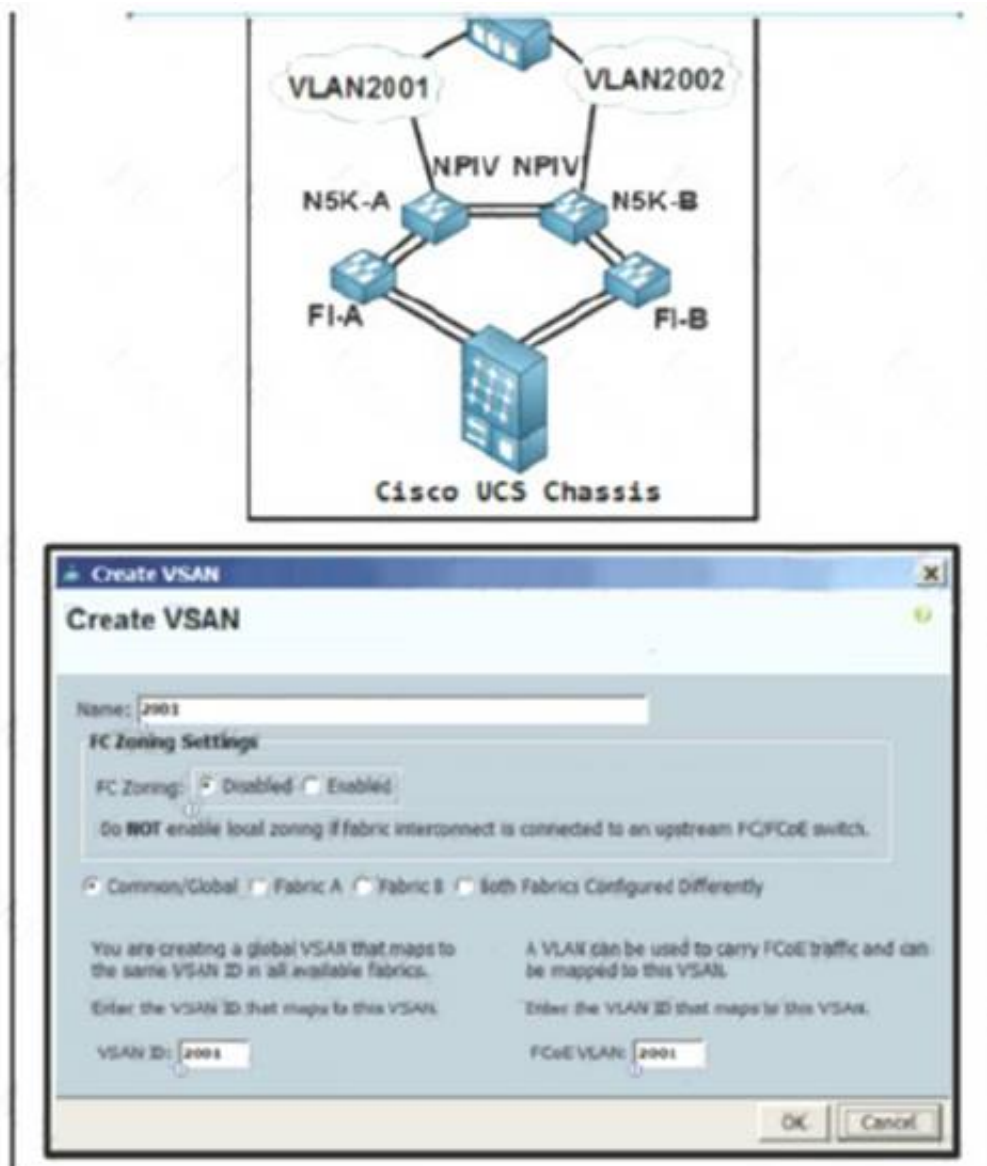 VLAN2001
VLAN2002
NPIV NPIV
N5K-A
N5K-B
FI-A
FI-B
Cisco UCS Chassis
Create VSAN
Create VSAN
Name: 2001
FC Zoning Settings
FC Zoning: Disabled Enabled
Do NOT enable local zoning if fabric interconnect is connected to an upstream FC/FCoE switch.
Common/Global Fabric A Fabric B Both Fabrics Configured Differently
You are creating a global VSAN that maps to
the same VSAN ID in all available fabrics.
Enter the VSAN ID that maps to this VSAN.
VSAN ID: 2001
A VLAN can be used to carry FCoE traffic and can
be mapped to this VSAN.
Enter the VLAN ID that maps to this VSAN.
FCoE VLAN: 2001
OK
Cancel